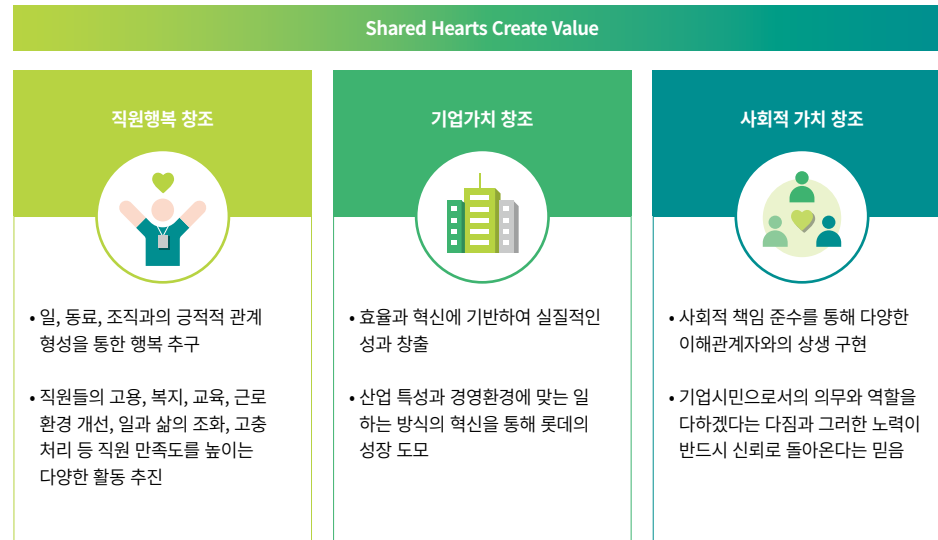 Shared Hearts Create Value
직원행복 창조
• 일, 동료, 조직과의 긍적적 관계
형성을 통한 행복 추구
• 직원들의 고용, 복지, 교육, 근로
환경 개선, 일과 삶의 조화, 고충
처리 등 직원 만족도를 높이는
다양한 활동 추진
기업가치 창조
• 효율과 혁신에 기반하여 실질적인
성과 창출
• 산업 특성과 경영환경에 맞는 일
하는 방식의 혁신을 통해 롯데의
성장 도모
사회적 가치 창조
• 사회적 책임 준수를 통해 다양한
이해관계자와의 상생 구현
• 기업시민으로서의 의무와 역할을
다하겠다는 다짐과 그러한 노력이
반드시 신뢰로 돌아온다는 믿음